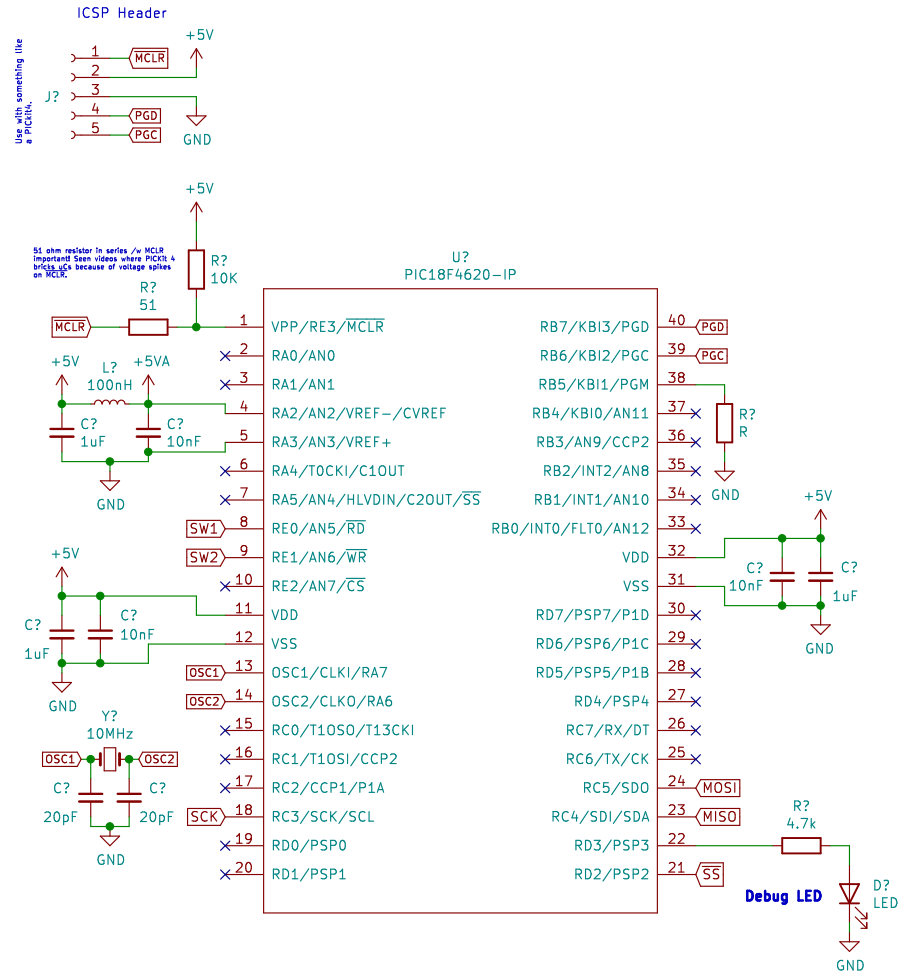 ICSP Header
+5V
1 MCLR
2
J? 3
4 PGD
5 PGC
GND
Use with something like
a PICkit4.
+5V
51 ohm resistor in series /w MCLR
important! Seen videos where PICKit 4
bricks uCs because of voltage spikes
on MCLR.
R?
10K
R?
51
MCLR
U?
PIC18F4620-IP
1 VPP/RE3/MCLR
2 RA0/AN0
3 RA1/AN1
4 RA2/AN2/VREF-/CVREF
5 RA3/AN3/VREF+
6 RA4/T0CKI/C1OUT
7 RA5/AN4/HLVDIN/C2OUT/SS
8 RE0/AN5/RD
9 RE1/AN6/WR
10 RE2/AN7/CS
11 VDD
12 VSS
13 OSC1/CLKI/RA7
14 OSC2/CLKO/RA6
15 RC0/T1OSO/T13CKI
16 RC1/T1OSI/CCP2
17 RC2/CCP1/P1A
18 RC3/SCK/SCL
19 RD0/PSP0
20 RD1/PSP1
RB7/KBI3/PGD 40
RB6/KBI2/PGC 39
RB5/KBI1/PGM 38
RB4/KBI0/AN11 37
RB3/AN9/CCP2 36
RB2/INT2/AN8 35
RB1/INT1/AN10 34
RB0/INT0/FLT0/AN12 33
VDD 32
VSS 31
RD7/PSP7/P1D 30
RD6/PSP6/P1C 29
RD5/PSP5/P1B 28
RD4/PSP4 27
RC7/RX/DT 26
RC6/TX/CK 25
RC5/SDO 24
RC4/SDI/SDA 23
RD3/PSP3 22
RD2/PSP2 21
+5V
L?
100nH
+5VA
C?
1uF
C?
10nF
GND
SW1
SW2
+5V
C?
1uF
C?
10nF
GND
OSC1
OSC2
Y?
10MHz
OSC1
OSC2
C?
20pF
C?
20pF
GND
SCK
PGD
PGC
R?
R
GND
+5V
C?
10nF
C?
1uF
GND
MOSI
MISO
SS
R?
4.7k
Debug LED
D?
LED
GND